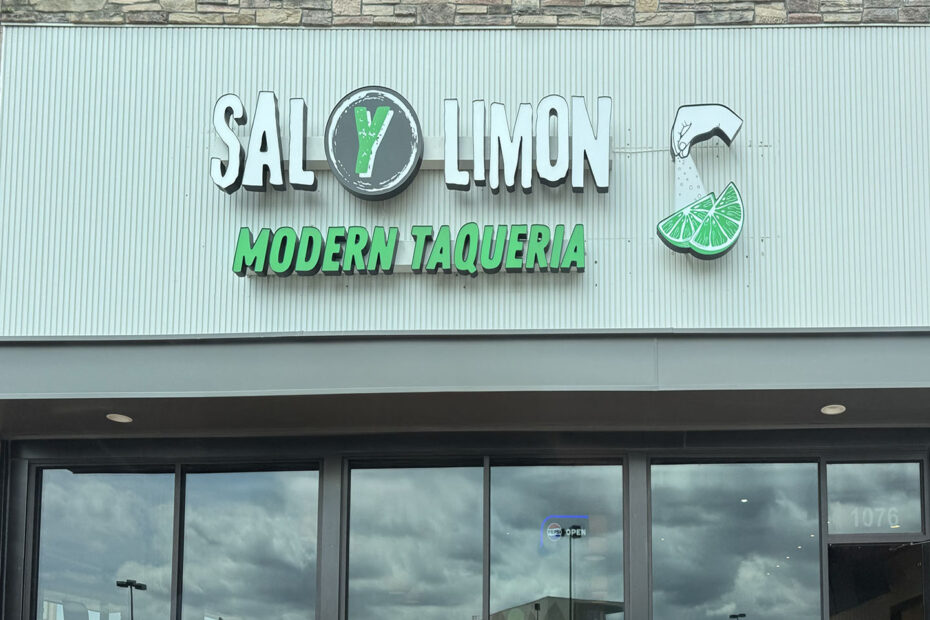 SAL Y LIMON
MODERN TAQUERIA
OPEN
1076